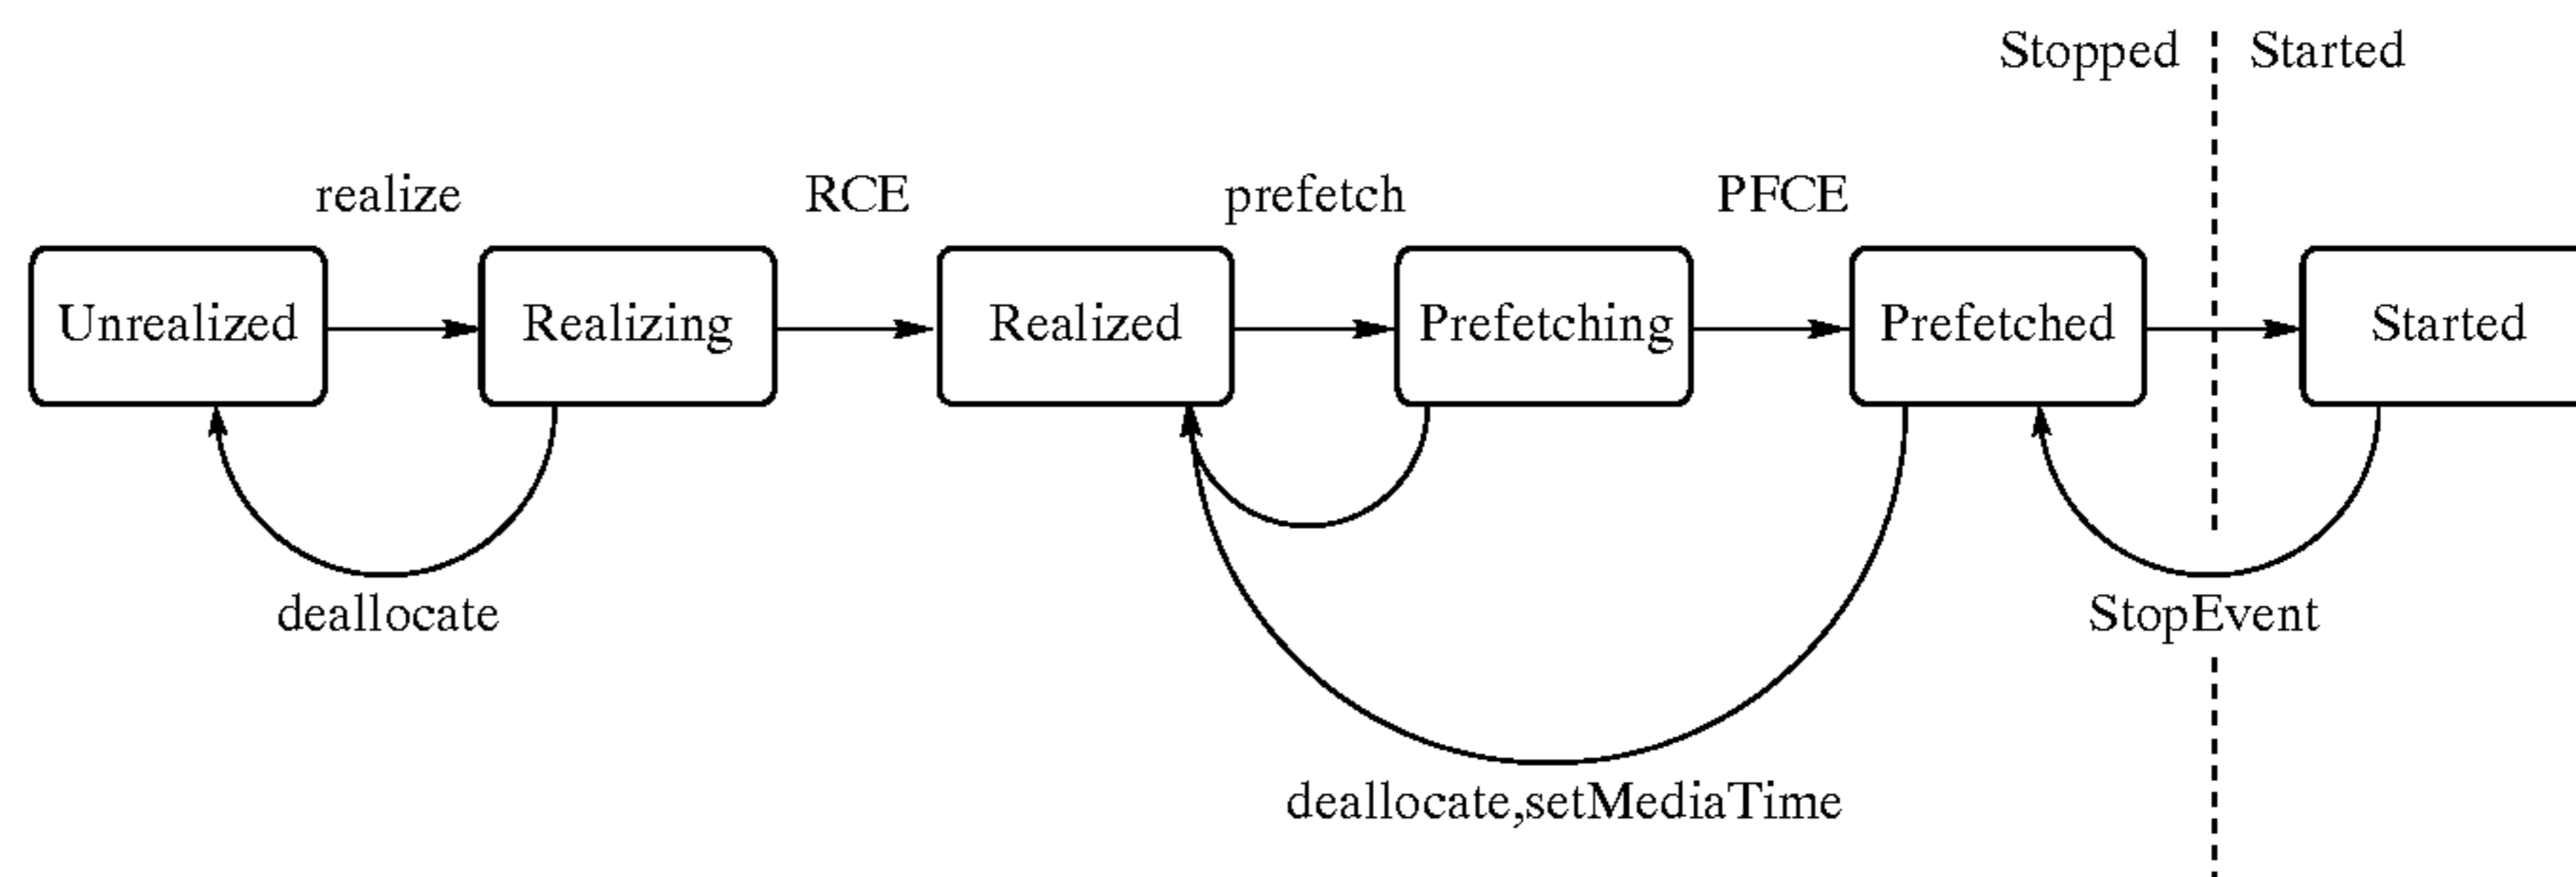 Stopped Started
realize RCE prefetch PFCE
Unrealized Realizing Realized Prefetching Prefetched Started
deallocate StopEvent
deallocate,setMediaTime